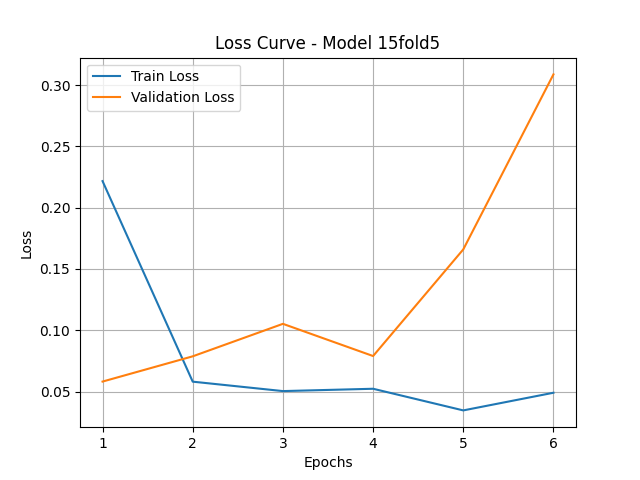 Loss Curve - Model 15fold5
Train Loss
Validation Loss
0.30
0.25
0.20
0.15
0.10
0.05
Loss
1 2 3 4 5 6
Epochs